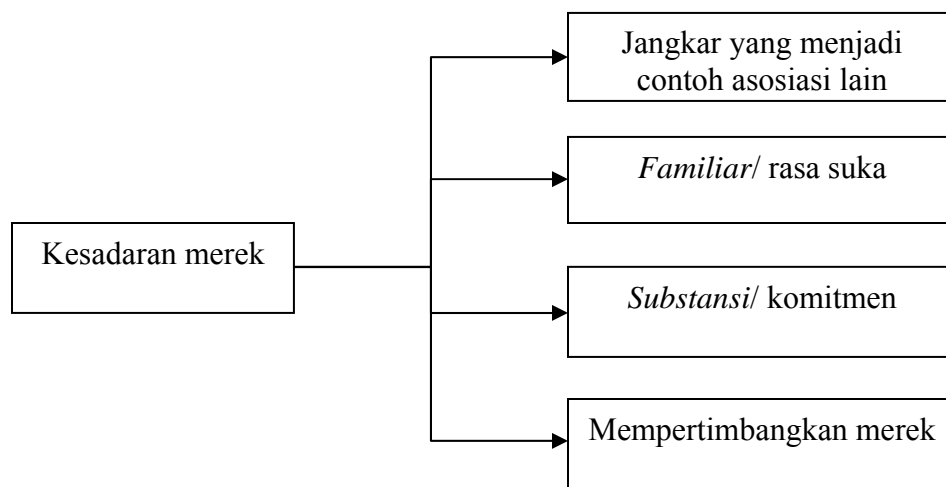 Jangkar yang menjadi
contoh asosiasi lain
Familiar/ rasa suka
Kesadaran merek
Substansi/ komitmen
Mempertimbangkan merek